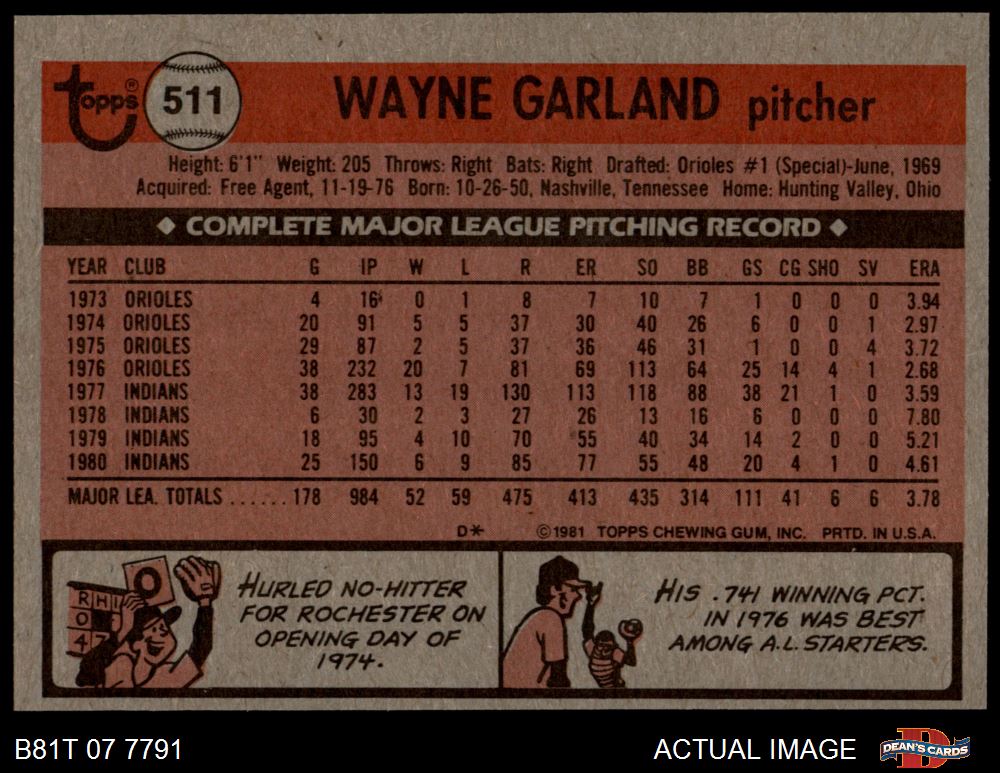 Topps® 511 WAYNE GARLAND pitcher
Height: 6'1" Weight: 205 Throws: Right Bats: Right Drafted: Orioles #1 (Special)-June, 1969
Acquired: Free Agent, 11-19-76 Born: 10-26-50, Nashville, Tennessee Home: Hunting Valley, Ohio
◆ COMPLETE MAJOR LEAGUE PITCHING RECORD ◆
YEAR CLUB G IP W L R ER SO BB GS CG SHO SV ERA
1973 ORIOLES 4 16 0 1 8 7 10 7 1 0 0 0 3.94
1974 ORIOLES 20 91 5 5 37 30 40 26 6 0 0 1 2.97
1975 ORIOLES 29 87 2 5 37 36 46 31 1 0 0 4 3.72
1976 ORIOLES 38 232 20 7 81 69 113 64 25 14 4 1 2.68
1977 INDIANS 38 283 13 19 130 113 118 88 38 21 1 0 3.59
1978 INDIANS 6 30 2 3 27 26 13 16 6 0 0 0 7.80
1979 INDIANS 18 95 4 10 70 55 40 34 14 2 0 0 5.21
1980 INDIANS 25 150 6 9 85 77 55 48 20 4 1 0 4.61
MAJOR LEA. TOTALS ...... 178 984 52 59 475 413 435 314 111 41 6 6 3.78
D* ©1981 TOPPS CHEWING GUM, INC. PRTD. IN U.S.A.
R H
0
0
4
HURLED NO-HITTER
FOR ROCHESTER ON
OPENING DAY OF
1974.
HIS .741 WINNING PCT.
IN 1976 WAS BEST
AMONG A.L. STARTERS.
B81T 07 7791 ACTUAL IMAGE DEAN'S CARDS